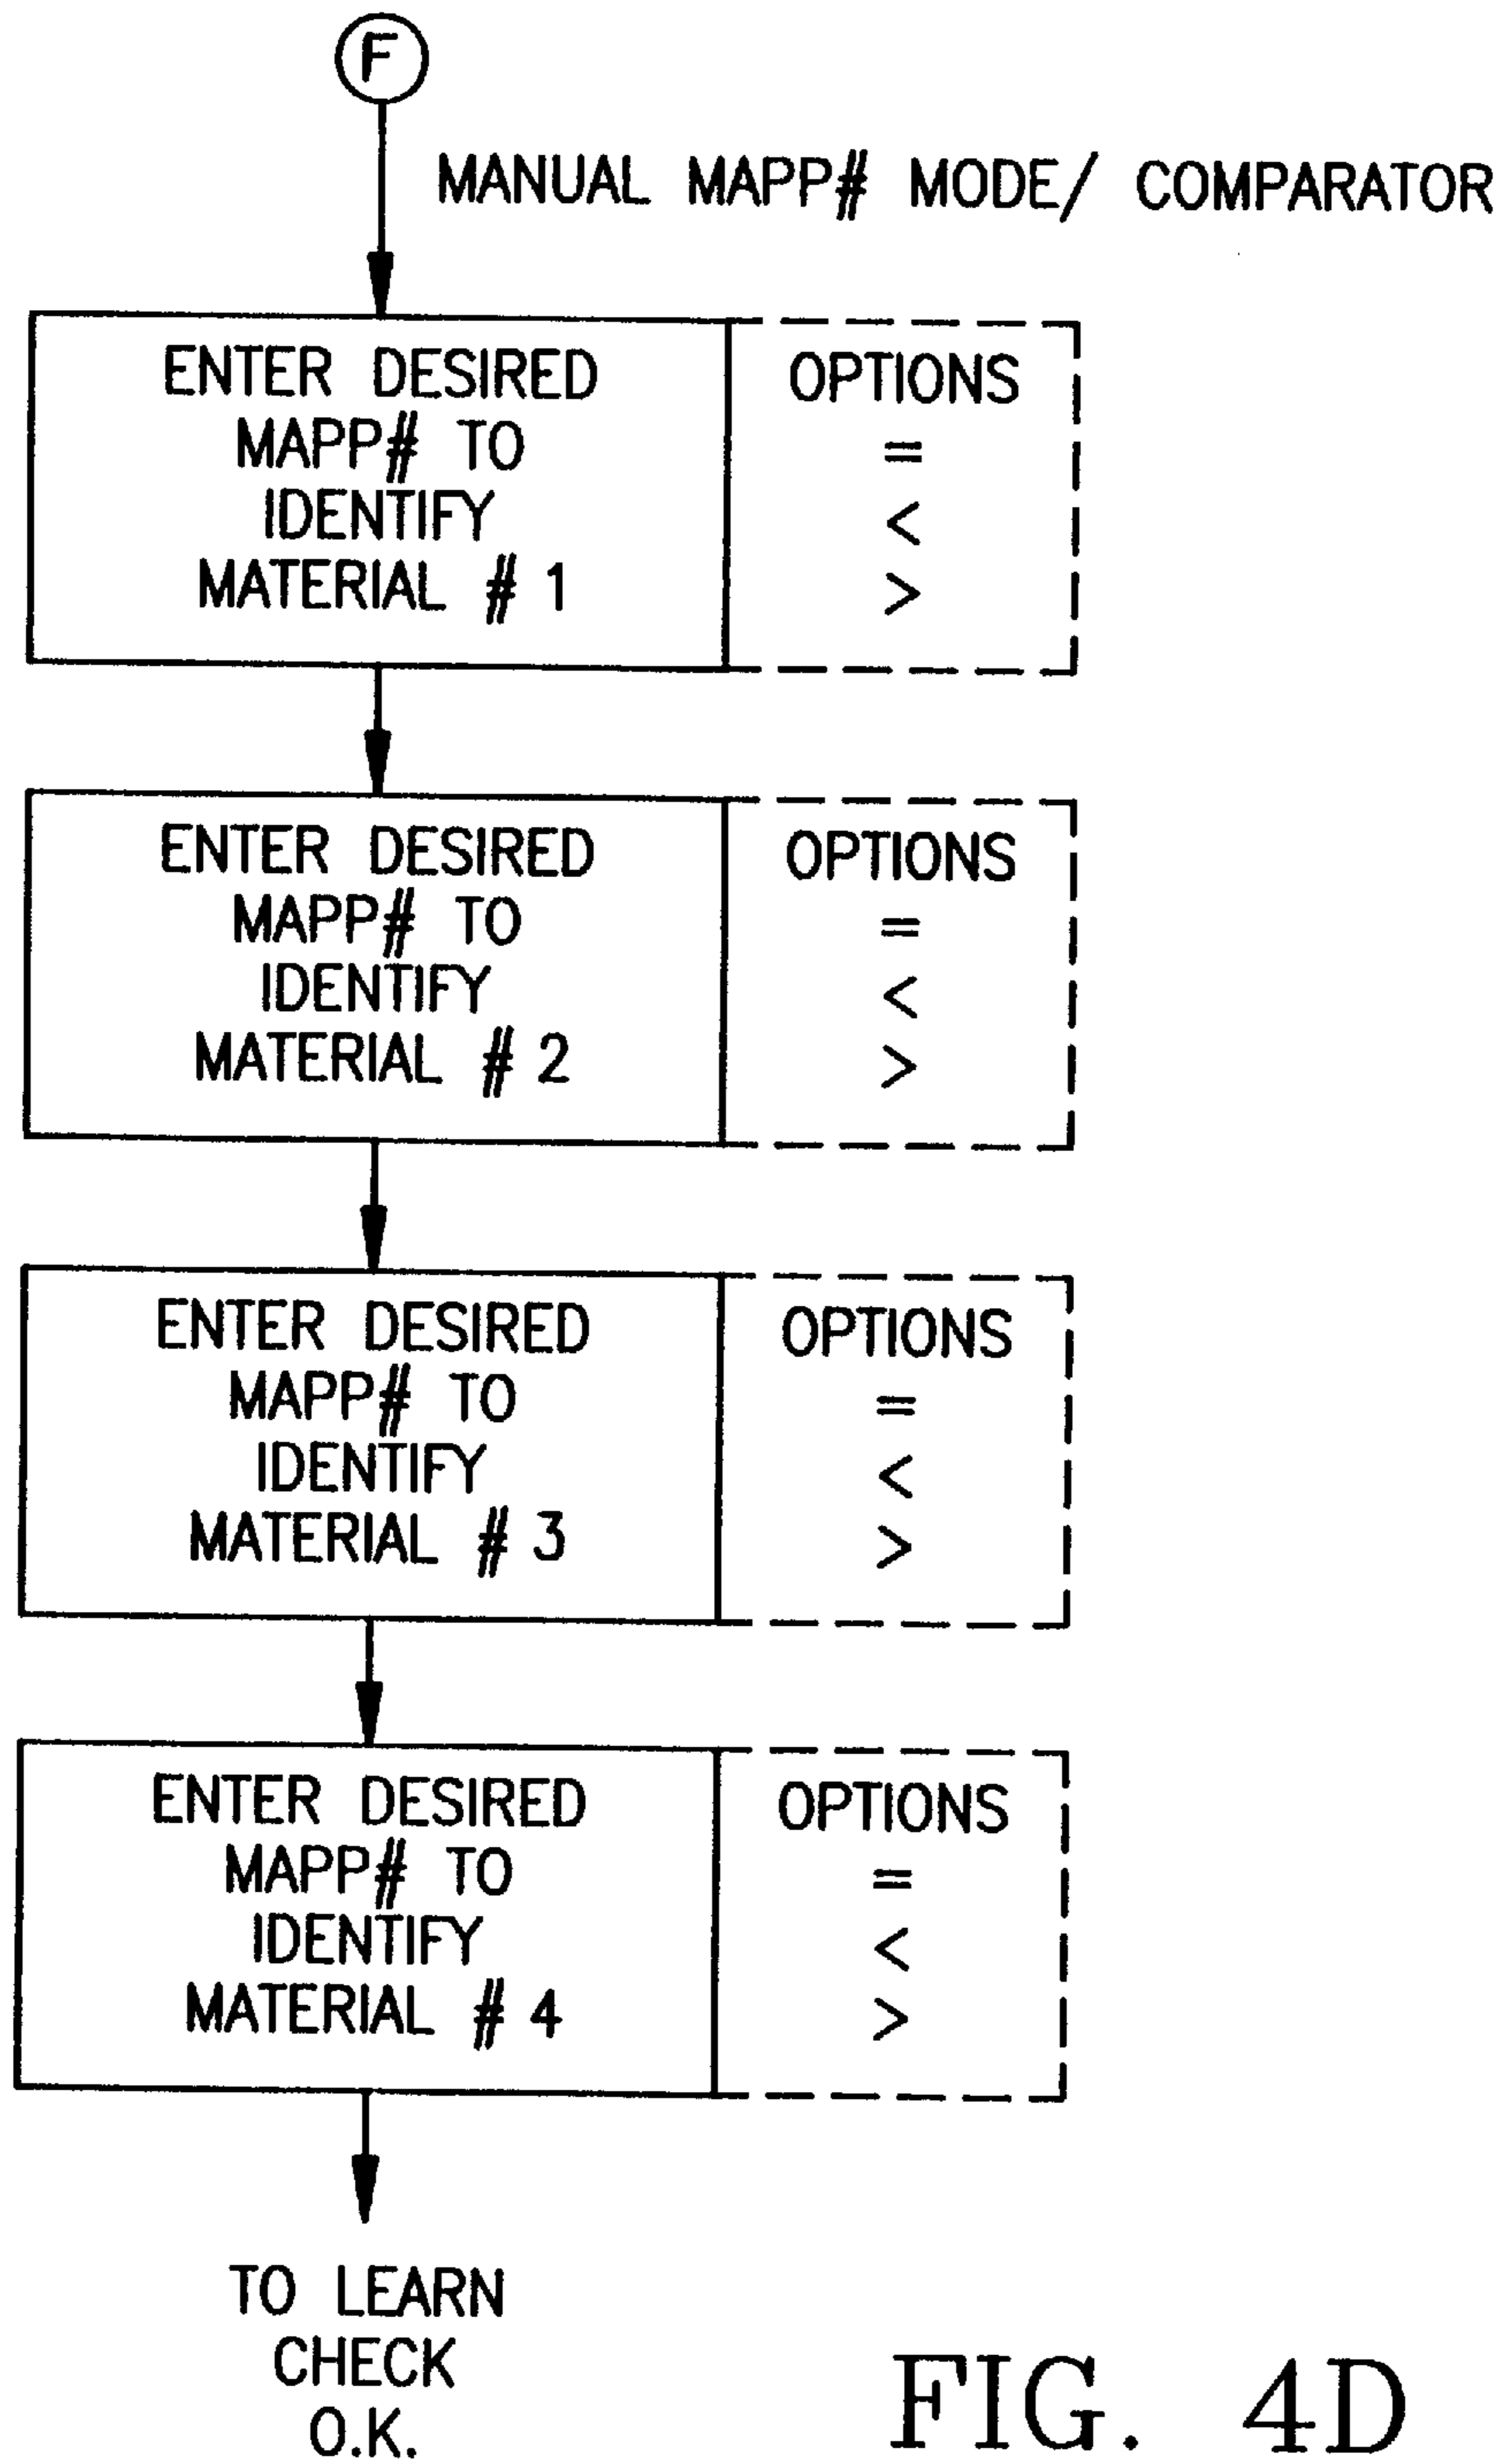 F
MANUAL MAPP# MODE/ COMPARATOR
ENTER DESIRED
MAPP# TO
IDENTIFY
MATERIAL # 1
OPTIONS
=
<
>
ENTER DESIRED
MAPP# TO
IDENTIFY
MATERIAL # 2
OPTIONS
=
<
>
ENTER DESIRED
MAPP# TO
IDENTIFY
MATERIAL # 3
OPTIONS
=
<
>
ENTER DESIRED
MAPP# TO
IDENTIFY
MATERIAL # 4
OPTIONS
=
<
>
TO LEARN
CHECK
O.K.
FIG. 4D